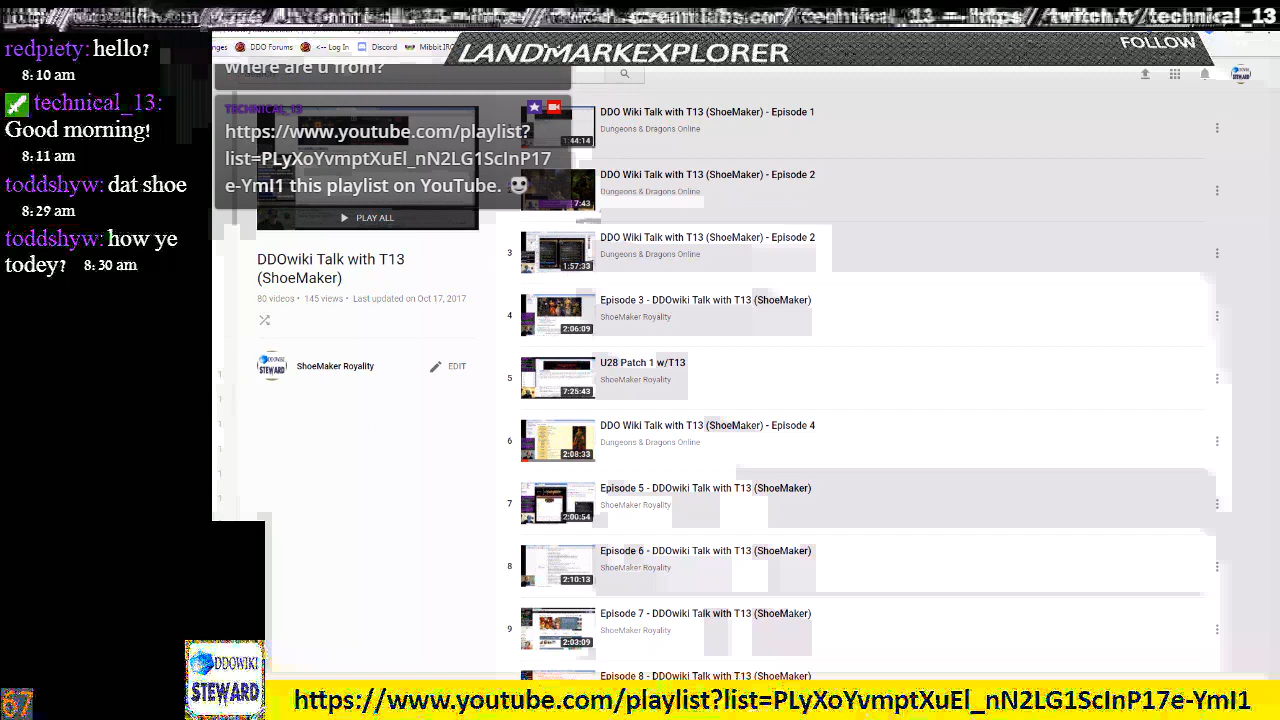 https://twitch.tv/technical_13
redpiety: hello?
8:10 am
technical_13:
Good morning!
8:11 am
toddshyw: dat shoe
8:29 am
toddshyw: how ye
todey? 8:30 am
DDO Forums
<-- Log In
Discord
Mibbit IRC
LANDMARKEXPLORER
FOLLOW
where are u from?
TECHNICAL_13
https://www.youtube.com/playlist?
list=PLyXoYvmptXuEl_nN2LG1ScInP17
e-YmI1 this playlist on YouTube.
PLAY ALL
DDOwiki Talk with T13
(ShoeMaker)
80 videos • 145 views • Last updated on Oct 17, 2017
ShoeMaker Royality
EDIT
1:44:14
DDO Wiki Talk with T13 (ShoeMaker) - Episode 1
Dungeons & Dragons Online
7:43
DDO Wiki Talk with T13 (ShoeMaker) - Episode 2
Dungeons & Dragons Online
3
1:57:33
DDO Wiki Talk with T13 (ShoeMaker) - Episode 2
Dungeons & Dragons Online
4
2:06:09
Episode 3 - DDOwiki Talk with T13 (ShoeMaker)
ShoeMaker Royality
5
7:25:43
U28 Patch 1 w/T13
ShoeMaker Royality
6
2:08:33
DDO Wiki Talk with T13 (ShoeMaker) - Episode 4
Dungeons & Dragons Online
7
2:00:54
Episode 5 - DDOwiki Talk with T13 (ShoeMaker)
ShoeMaker Royality
8
2:10:13
Episode 6 - DDOwiki Talk with T13 (ShoeMaker)
ShoeMaker Royality
9
2:03:09
Episode 7 - DDOwiki Talk with T13 (ShoeMaker)
ShoeMaker Royality
Episode 8 - DDOwiki Talk with T13 (ShoeMaker)
DDOWIKI
STEWARD
67
https://www.youtube.com/playlist?list=PLyXoYvmptXuEl_nN2LG1ScInP17e-YmI1